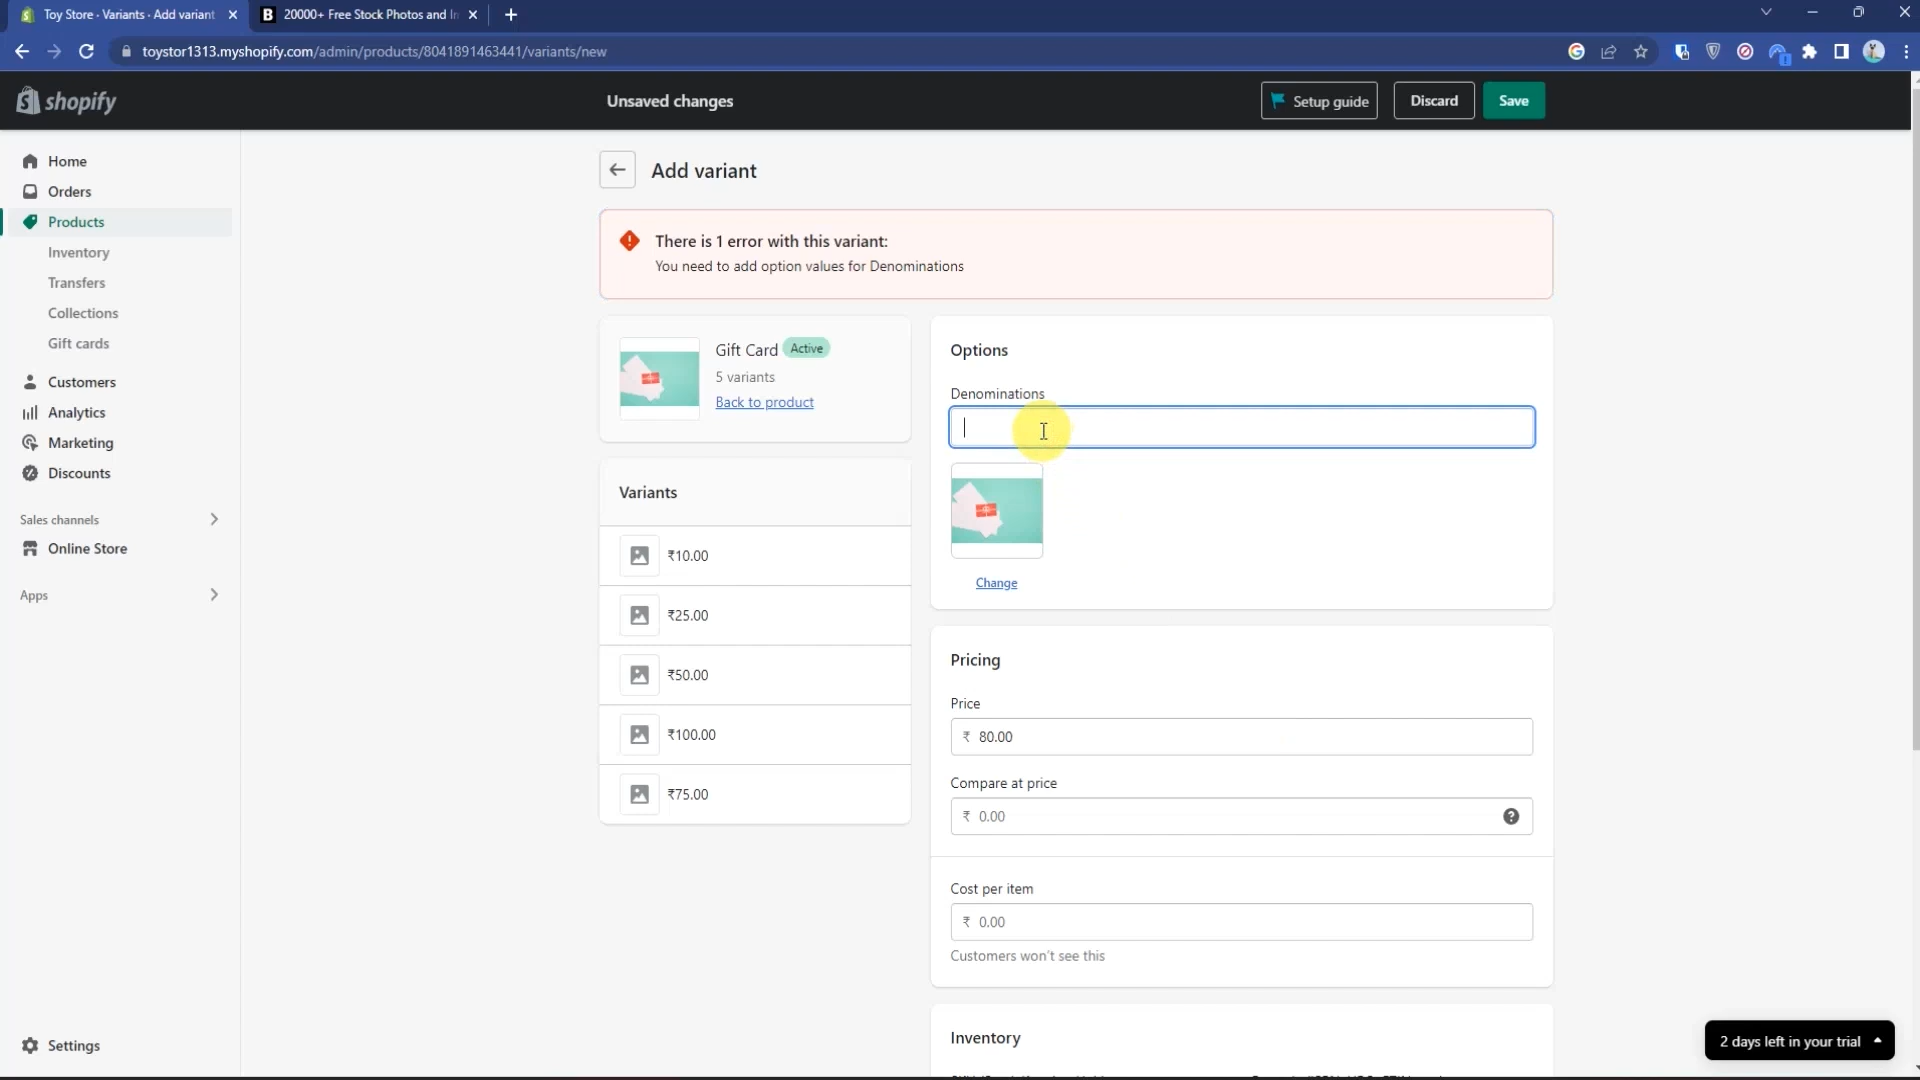 Toy Store · Variants · Add variant
20000+ Free Stock Photos and In
toystor1313.myshopify.com/admin/products/8041891463441/variants/new
shopify
Unsaved changes
Setup guide
Discard
Save
Home
Orders
Products
Inventory
Transfers
Collections
Gift cards
Customers
Analytics
Marketing
Discounts
Sales channels
Online Store
Apps
Settings
Add variant
There is 1 error with this variant:
You need to add option values for Denominations
Gift Card Active
5 variants
Back to product
Variants
₹10.00
₹25.00
₹50.00
₹100.00
₹75.00
Options
Denominations
Change
Pricing
Price
₹ 80.00
Compare at price
₹ 0.00
Cost per item
₹ 0.00
Customers won't see this
Inventory
2 days left in your trial